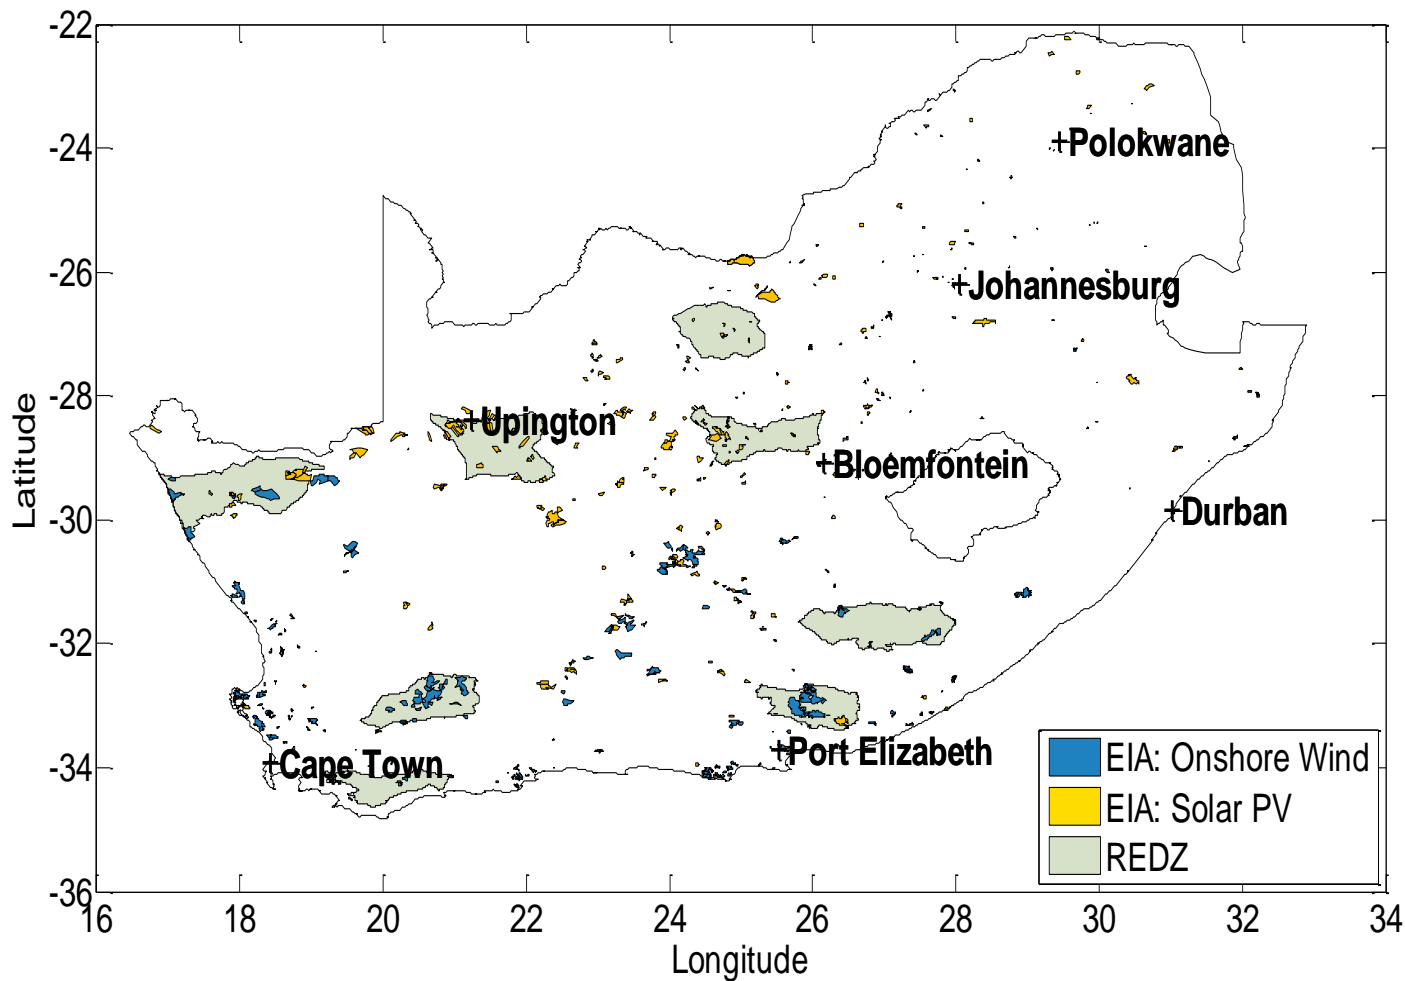 -22
-24
-26
-28
-30
-32
-34
-36
Latitude
Polokwane
Johannesburg
Upington
Bloemfontein
Durban
Port Elizabeth
Cape Town
EIA: Onshore Wind
EIA: Solar PV
REDZ
16 18 20 22 24 26 28 30 32 34
Longitude